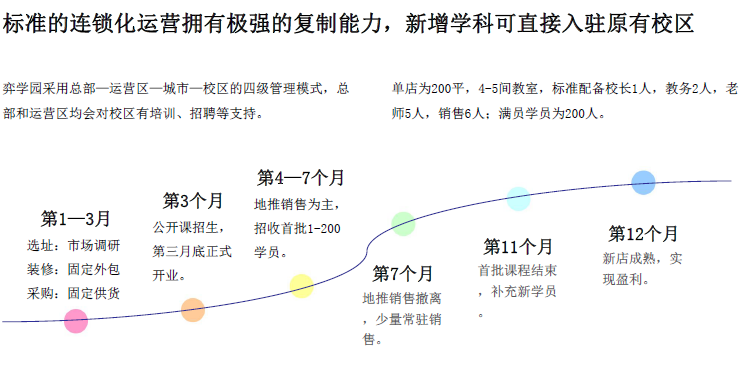 标准的连锁化运营拥有极强的复制能力，新增学科可直接入驻原有校区
弈学园采用总部—运营区—城市—校区的四级管理模式，总
部和运营区均会对校区有培训、招聘等支持。
单店为200平，4-5间教室，标准配备校长1人，教务2人，老
师5人，销售6人；满员学员为200人。
第1—3月
选址：市场调研
装修：固定外包
采购：固定供货
第3个月
公开课招生，
第三月底正式
开业。
第4—7个月
地推销售为主，
招收首批1-200
学员。
第7个月
地推销售撤离
，少量常驻销
售。
第11个月
首批课程结束
，补充新学员
。
第12个月
新店成熟，实
现盈利。